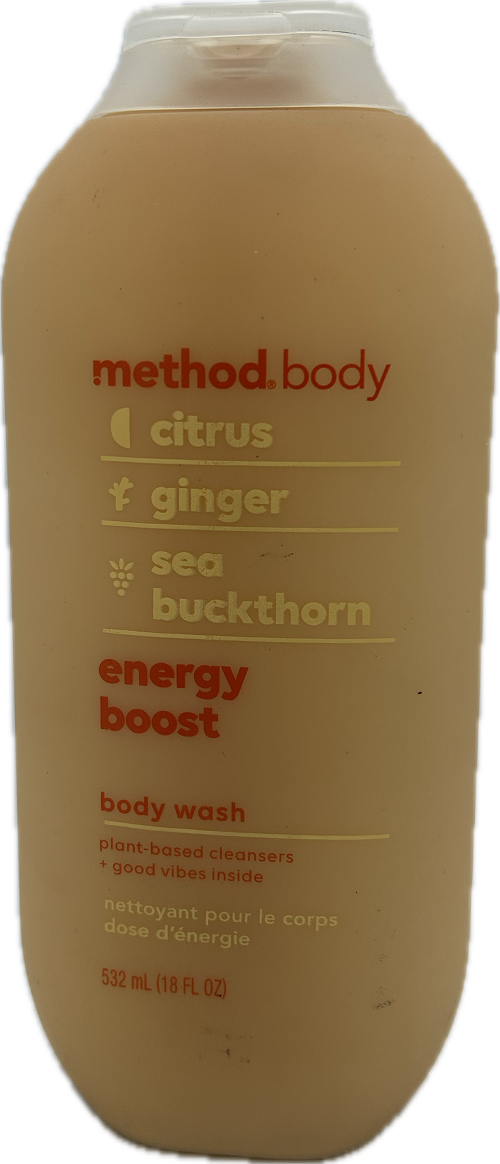 method® body
citrus
ginger
sea
buckthorn
energy
boost
body wash
plant-based cleansers
+ good vibes inside
nettoyant pour le corps
dose d'énergie
532 mL (18 FL OZ)